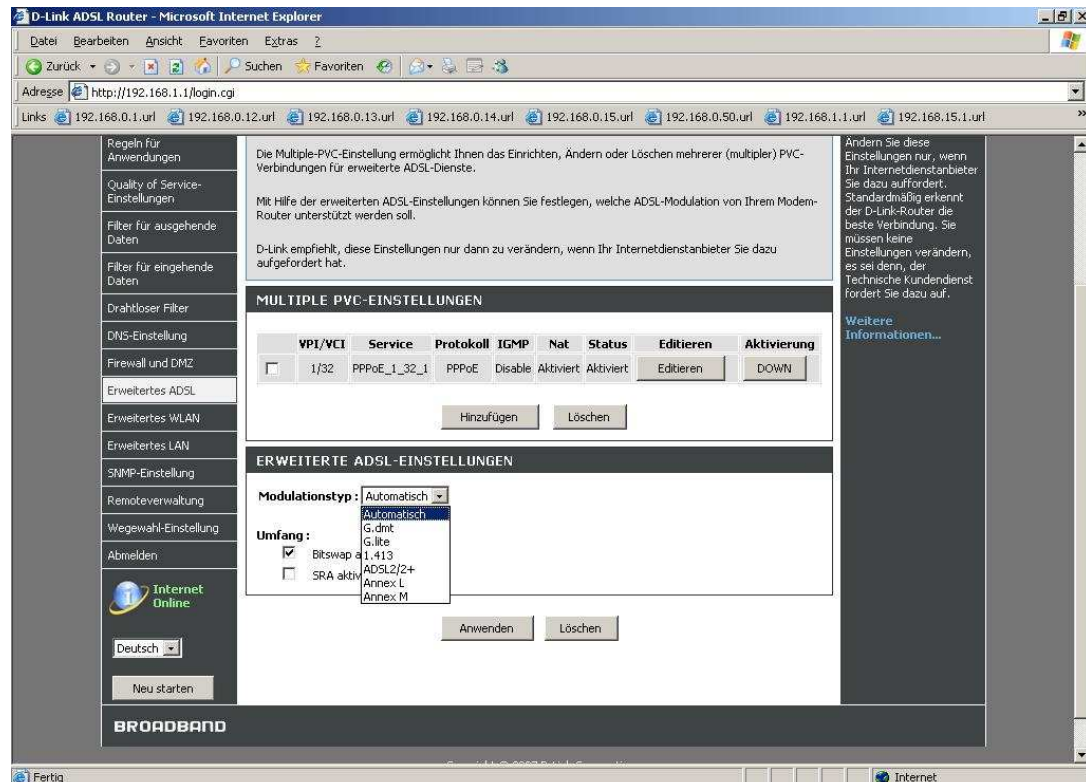 D-Link ADSL Router - Microsoft Internet Explorer
Datei Bearbeiten Ansicht Favoriten Extras ?
Zurück Suchen Favoriten
Adresse http://192.168.1.1/login.cgi
Links 192.168.0.1.url 192.168.0.12.url 192.168.0.13.url 192.168.0.14.url 192.168.0.15.url 192.168.0.50.url 192.168.1.1.url 192.168.15.1.url »
Regeln für
Anwendungen
Quality of Service-
Einstellungen
Filter für ausgehende
Daten
Filter für eingehende
Daten
Drahtloser Filter
DNS-Einstellung
Firewall und DMZ
Erweitertes ADSL
Erweitertes WLAN
Erweitertes LAN
SNMP-Einstellung
Remoteverwaltung
Wegewahl-Einstellung
Abmelden
Internet
Online
Deutsch
Neu starten
Die Multiple-PVC-Einstellung ermöglicht Ihnen das Einrichten, Ändern oder Löschen mehrerer (multipler) PVC-
Verbindungen für erweiterte ADSL-Dienste.
Mit Hilfe der erweiterten ADSL-Einstellungen können Sie festlegen, welche ADSL-Modulation von Ihrem Modem-
Router unterstützt werden soll.
D-Link empfiehlt, diese Einstellungen nur dann zu verändern, wenn Ihr Internetdienstanbieter Sie dazu
aufgefordert hat.
MULTIPLE PVC-EINSTELLUNGEN
VPI/VCI Service Protokoll IGMP Nat Status Editieren Aktivierung
1/32 PPPoE_1_32_1 PPPoE Disable Aktiviert Aktiviert Editieren DOWN
Hinzufügen Löschen
ERWEITERTE ADSL-EINSTELLUNGEN
Modulationstyp : Automatisch
Automatisch
G.dmt
G.lite
1.413
ADSL2/2+
Annex L
Annex M
Umfang :
Bitswap a
SRA aktiv
Anwenden Löschen
Ändern Sie diese
Einstellungen nur, wenn
Ihr Internetdienstanbieter
Sie dazu auffordert.
Standardmäßig erkennt
der D-Link-Router die
beste Verbindung. Sie
müssen keine
Einstellungen verändern,
es sei denn, der
Technische Kundendienst
fordert Sie dazu auf.
Weitere
Informationen...
BROADBAND
Fertig Internet